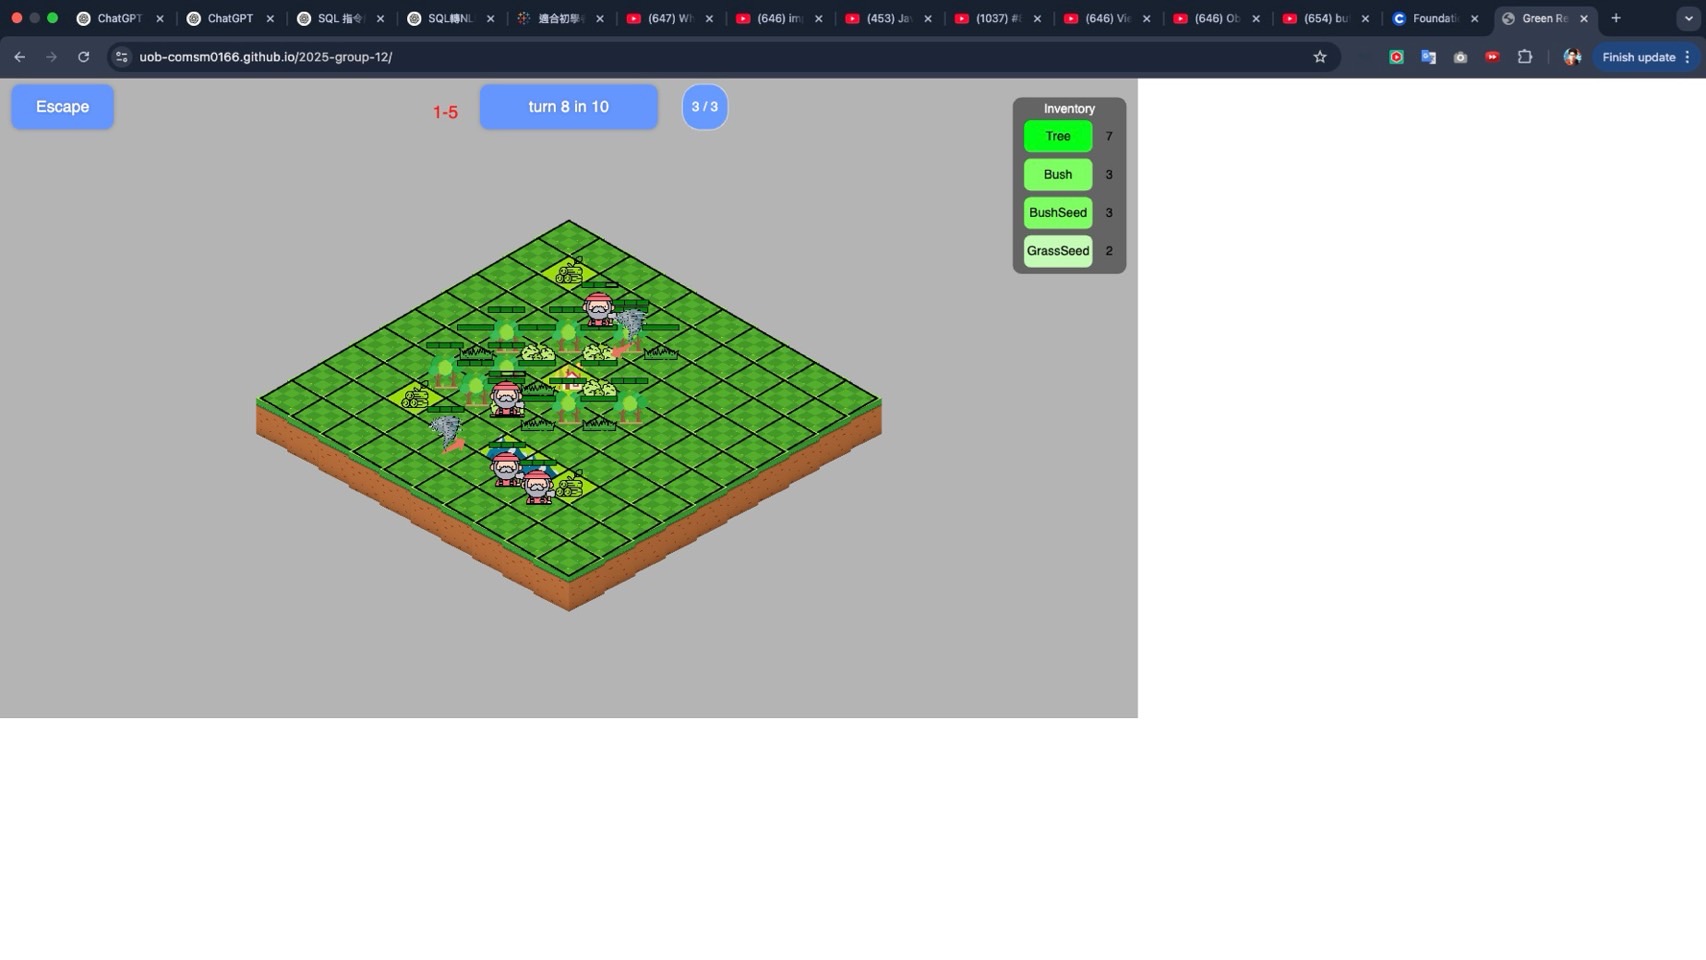 ChatGPT
ChatGPT
SQL 指令
SQL轉NL
適合初學
(647) Wh
(646) im
(453) Ja
(1037) #
(646) Vi
(646) Ob
(654) bu
Foundati
Green Re
uob-comsm0166.github.io/2025-group-12/
Finish update
Escape
1-5
turn 8 in 10
3 / 3
Inventory
Tree 7
Bush 3
BushSeed 3
GrassSeed 2